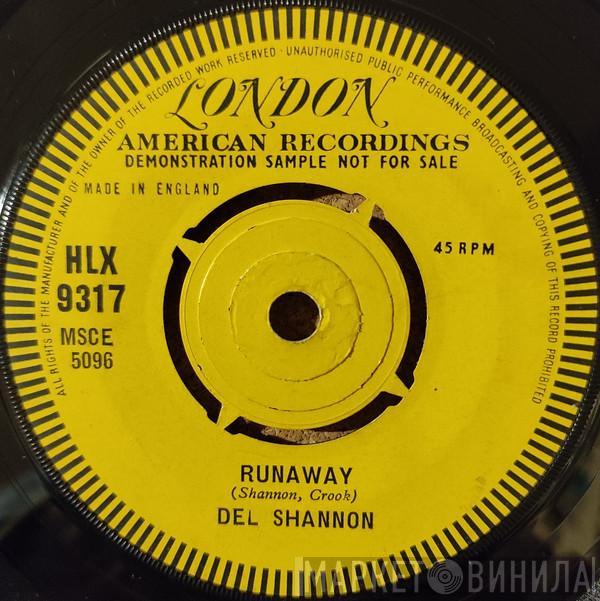 ALL RIGHTS OF THE MANUFACTURER AND OF THE OWNER OF THE RECORDED WORK RESERVED · UNAUTHORISED PUBLIC PERFORMANCE BROADCASTING AND COPYING OF THIS RECORD PROHIBITED
LONDON
AMERICAN RECORDINGS
DEMONSTRATION SAMPLE NOT FOR SALE
MADE IN ENGLAND
45 RPM
HLX
9317
MSCE
5096
RUNAWAY
(Shannon, Crook)
DEL SHANNON
МАРКЕТ ВИНИЛА